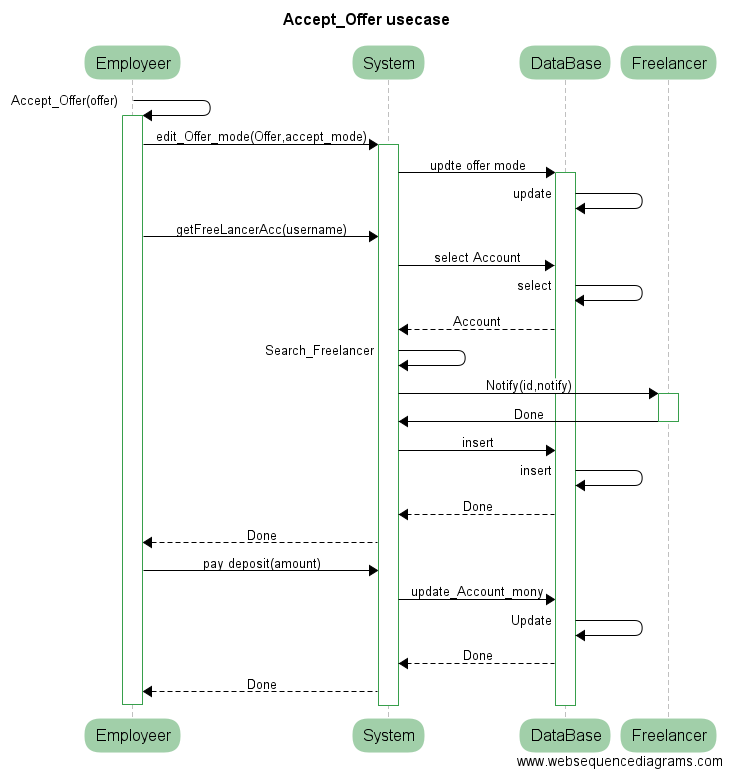 Accept_Offer usecase
Employeer
System
DataBase
Freelancer
Accept_Offer(offer)
edit_Offer_mode(Offer,accept_mode)
updte offer mode
update
getFreeLancerAcc(username)
select Account
select
Account
Search_Freelancer
Notify(id,notify)
Done
insert
insert
Done
Done
pay deposit(amount)
update_Account_mony
Update
Done
Done
Employeer
System
DataBase
Freelancer
www.websequencediagrams.com